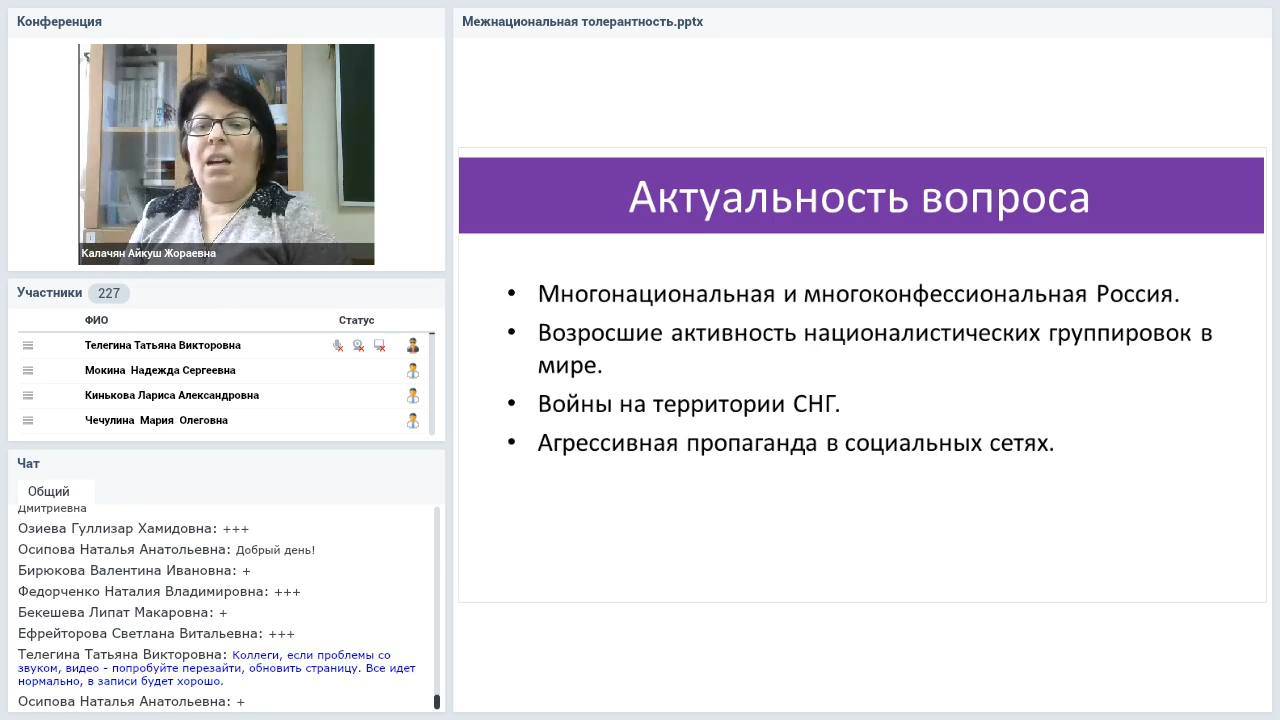 Конференция
Калачян Айкуш Жораевна
Участники 227
ФИО Статус
Телегина Татьяна Викторовна
Мокина Надежда Сергеевна
Кинькова Лариса Александровна
Чечулина Мария Олеговна
Чат
Общий
Дмитриевна
Озиева Гуллизар Хамидовна: +++
Осипова Наталья Анатольевна: Добрый день!
Бирюкова Валентина Ивановна: +
Федорченко Наталия Владимировна: +++
Бекешева Липат Макаровна: +
Ефрейторова Светлана Витальевна: +++
Телегина Татьяна Викторовна: Коллеги, если проблемы со
звуком, видео - попробуйте перезайти, обновить страницу. Все идет
нормально, в записи будет хорошо.
Осипова Наталья Анатольевна: +
Межнациональная толерантность.pptx
Актуальность вопроса
• Многонациональная и многоконфессиональная Россия.
• Возросшие активность националистических группировок в
мире.
• Войны на территории СНГ.
• Агрессивная пропаганда в социальных сетях.